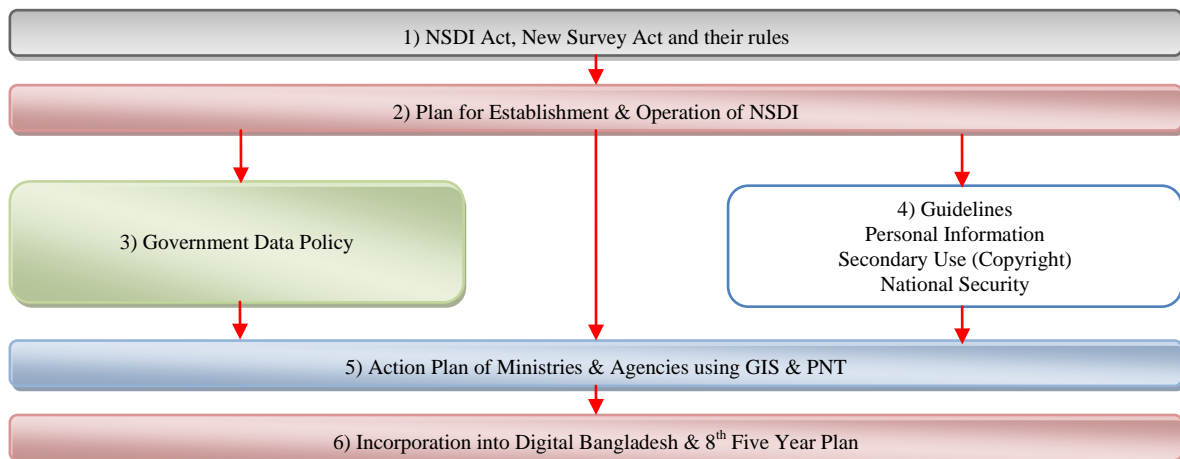 1) NSDI Act, New Survey Act and their rules
2) Plan for Establishment & Operation of NSDI
3) Government Data Policy
4) Guidelines
Personal Information
Secondary Use (Copyright)
National Security
5) Action Plan of Ministries & Agencies using GIS & PNT
6) Incorporation into Digital Bangladesh & 8th Five Year Plan